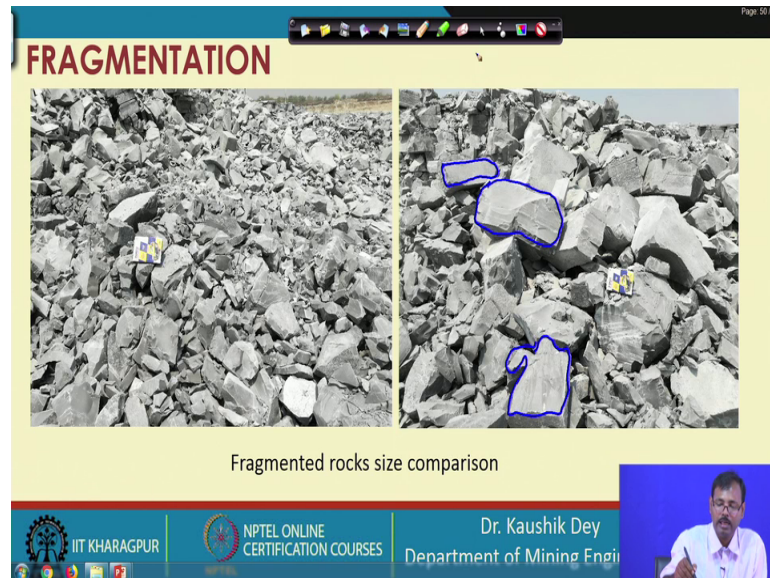 Page: 50
FRAGMENTATION
Fragmented rocks size comparison
IIT KHARAGPUR
NPTEL ONLINE
CERTIFICATION COURSES
Dr. Kaushik Dey
Department of Mining Engi